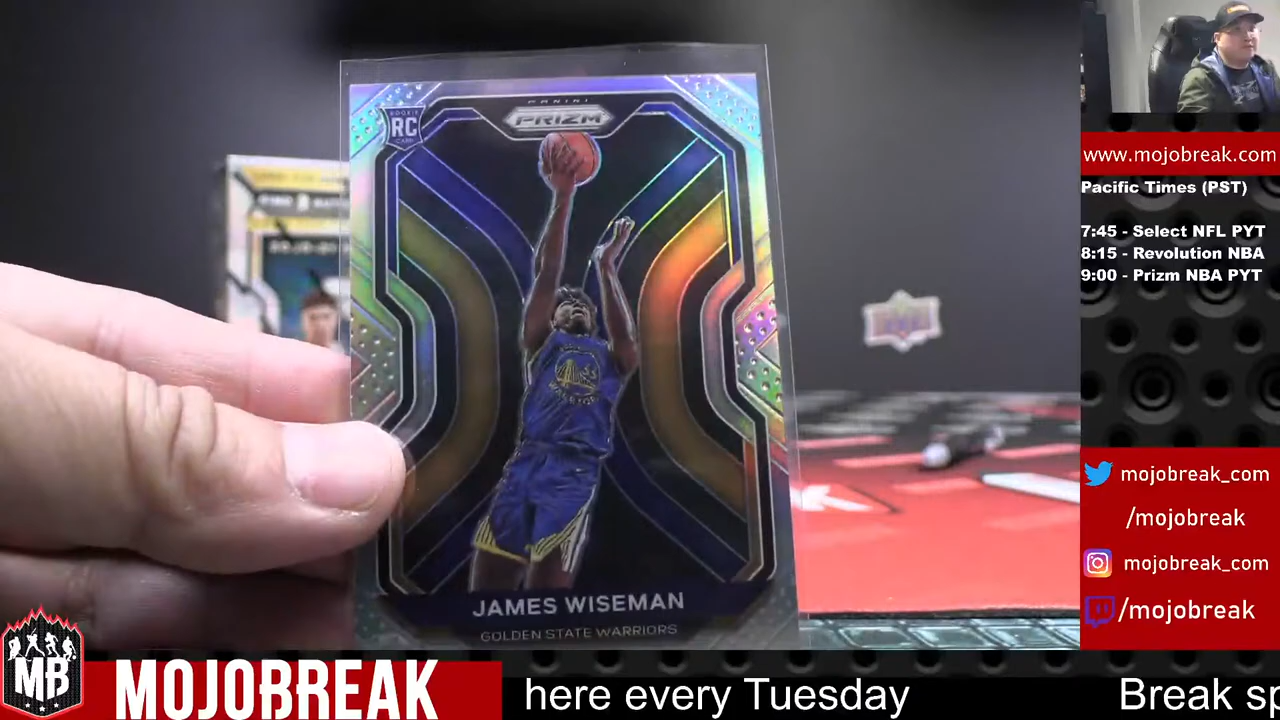 PANINI
PRIZM
ROOKIE
RC
CARD
WARRIORS
JAMES WISEMAN
GOLDEN STATE WARRIORS
www.mojobreak.com
Pacific Times (PST)
7:45 - Select NFL PYT
8:15 - Revolution NBA
9:00 - Prizm NBA PYT
mojobreak_com
/mojobreak
mojobreak_com
/mojobreak
MB
MOJOBREAK
here every Tuesday
Break sp